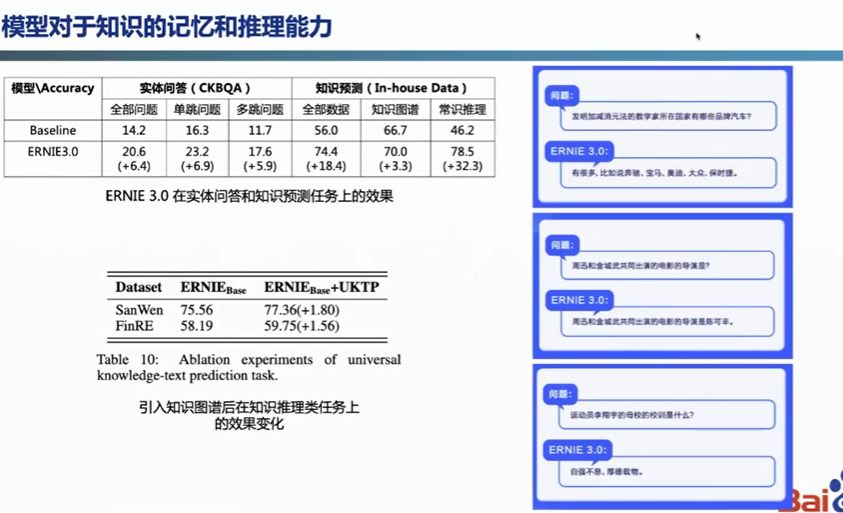 模型对于知识的记忆和推理能力
模型\Accuracy 实体问答（CKBQA） 知识预测（In-house Data）
全部问题 单跳问题 多跳问题 全部数据 知识图谱 常识推理
Baseline 14.2 16.3 11.7 56.0 66.7 46.2
ERNIE3.0 20.6 23.2 17.6 74.4 70.0 78.5
(+6.4) (+6.9) (+5.9) (+18.4) (+3.3) (+32.3)
ERNIE 3.0 在实体问答和知识预测任务上的效果
Dataset ERNIEBase ERNIEBase+UKTP
SanWen 75.56 77.36(+1.80)
FinRE 58.19 59.75(+1.56)
Table 10: Ablation experiments of universal
knowledge-text prediction task.
引入知识图谱后在知识推理类任务上
的效果变化
问题:
发明加减消元法的数学家所在国家有哪些品牌汽车?
ERNIE 3.0:
有很多，比如说奔驰、宝马、奥迪、大众、保时捷。
问题:
周迅和金城武共同出演的电影的导演是?
ERNIE 3.0:
周迅和金城武共同出演的电影的导演是陈可辛。
问题:
运动员李翔宇的母校的校训是什么?
ERNIE 3.0:
自强不息，厚德载物。
Bai